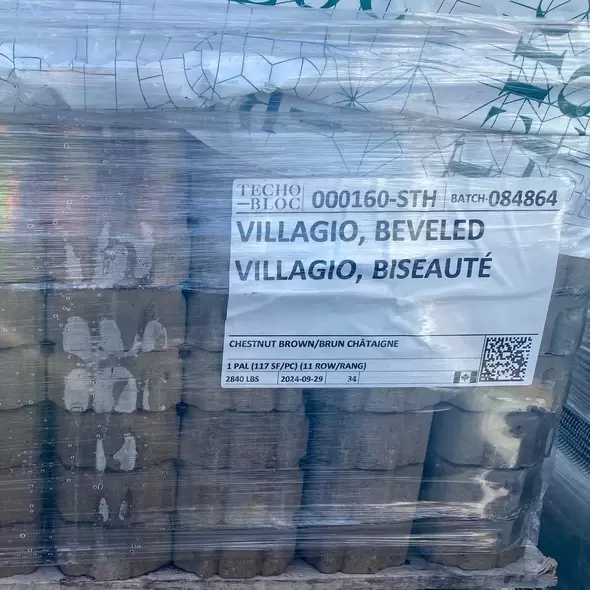 TECHO
—BLOC
000160-STH
BATCH-084864
VILLAGIO, BEVELED
VILLAGIO, BISEAUTÉ
CHESTNUT BROWN/BRUN CHÂTAIGNE
1 PAL (117 SF/PC) (11 ROW/RANG)
2840 LBS 2024-09-29 34